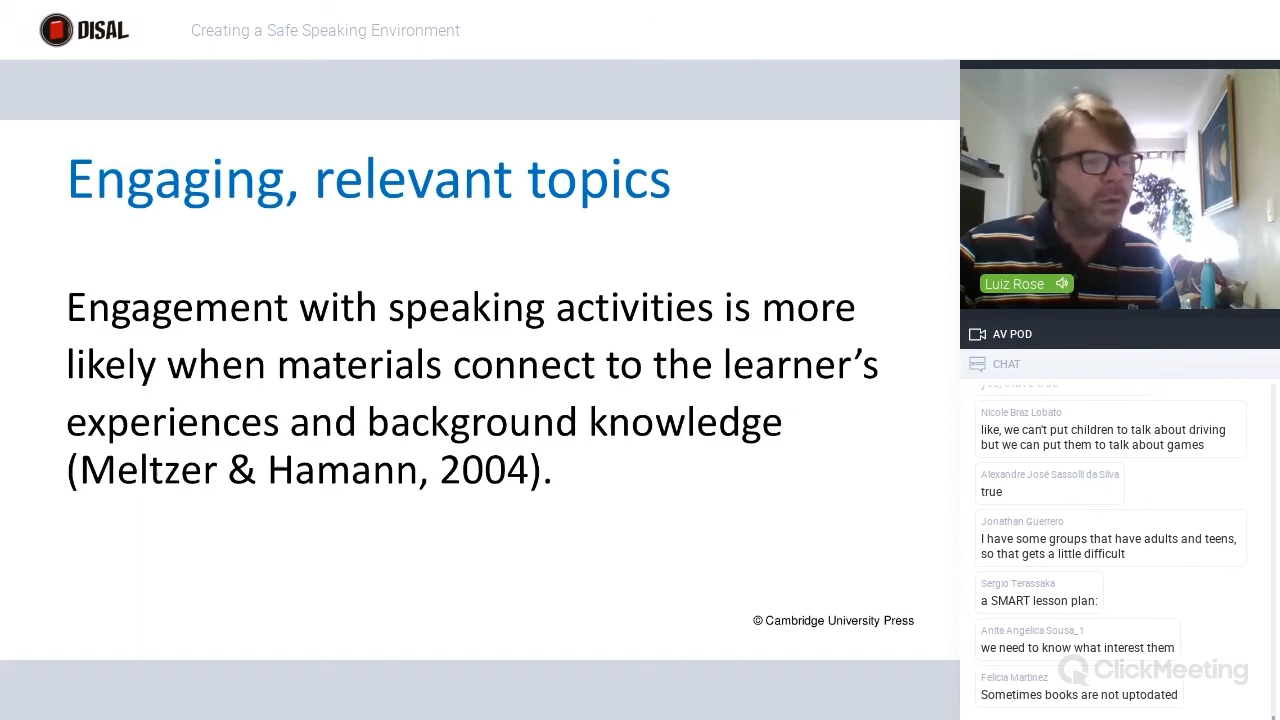 DISAL
Creating a Safe Speaking Environment
Engaging, relevant topics
Engagement with speaking activities is more
likely when materials connect to the learner’s
experiences and background knowledge
(Meltzer & Hamann, 2004).
© Cambridge University Press
Luiz Rose
AV POD
CHAT
Nicole Braz Lobato
like, we can't put children to talk about driving
but we can put them to talk about games
Alexandre José Sassolli da Silva
true
Jonathan Guerrero
I have some groups that have adults and teens,
so that gets a little difficult
Sergio Terassaka
a SMART lesson plan:
Anita Angelica Sousa_1
we need to know what interest them
ClickMeeting
Felicia Martinez
Sometimes books are not uptodated